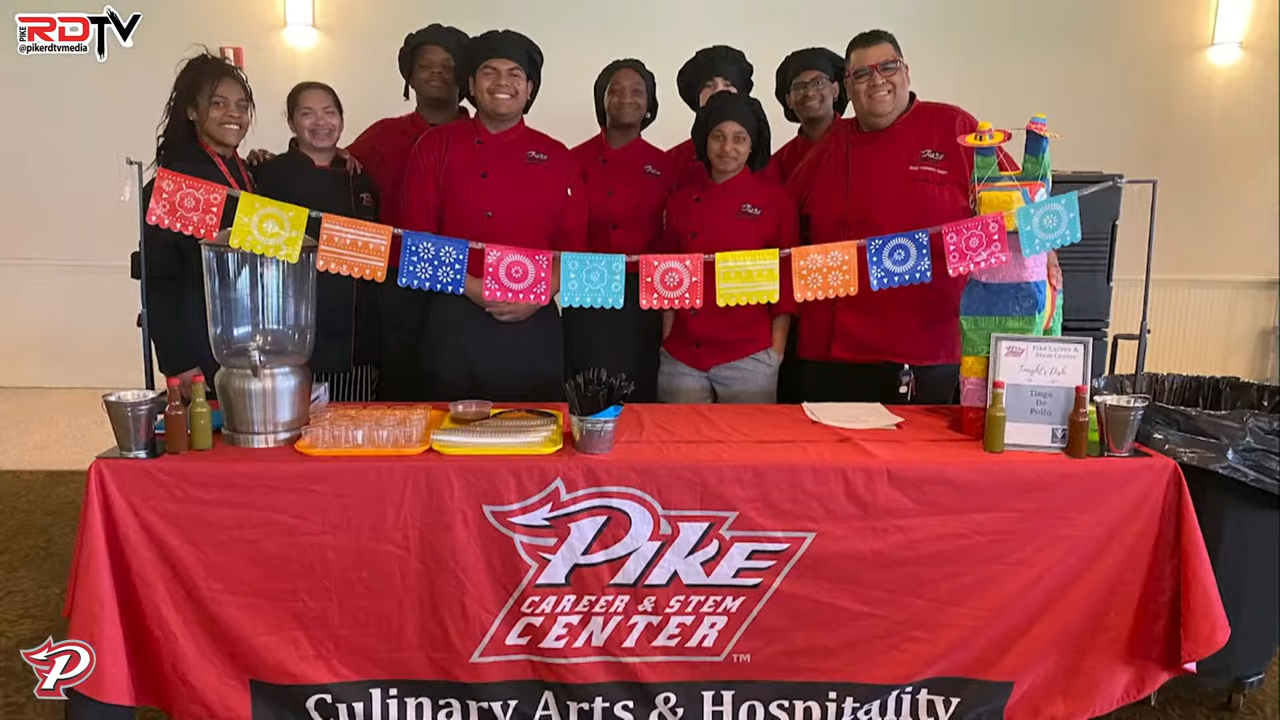 PIKE
RDTV
@pikerdtvmedia
Pike Career &
Stem Center
Tonight's Dish
Tinga
De
Pollo
PIKE
CAREER & STEM
CENTER
TM
P
Culinary Arts & Hospitality